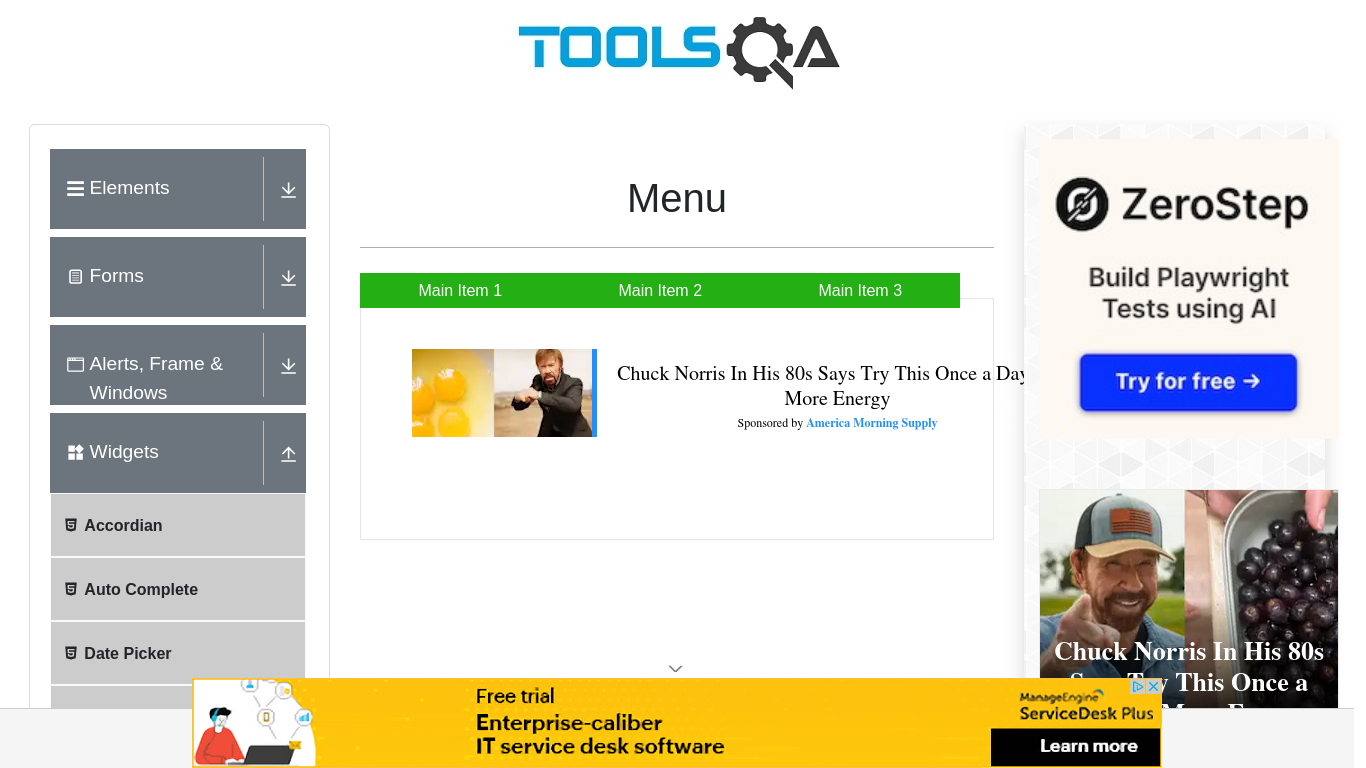 TOOLSQA
Elements
Forms
Alerts, Frame &
Windows
Widgets
Accordian
Auto Complete
Date Picker
Menu
Main Item 1
Main Item 2
Main Item 3
Chuck Norris In His 80s Says Try This Once a Day
More Energy
Sponsored by America Morning Supply
ZeroStep
Build Playwright
Tests using AI
Try for free →
Chuck Norris In His 80s
This Once a
Free trial
Enterprise-caliber
IT service desk software
ManageEngine
ServiceDesk Plus
Learn more